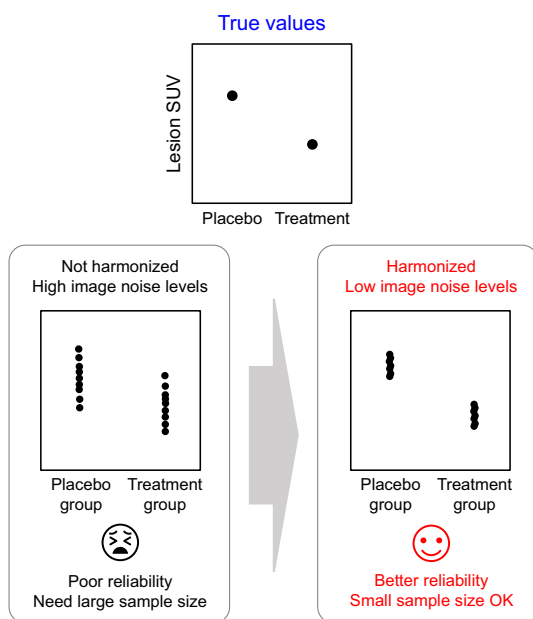 True values
Lesion SUV
Placebo Treatment
Not harmonized
High image noise levels
Placebo group
Treatment group
Poor reliability
Need large sample size
Harmonized
Low image noise levels
Placebo group
Treatment group
Better reliability
Small sample size OK